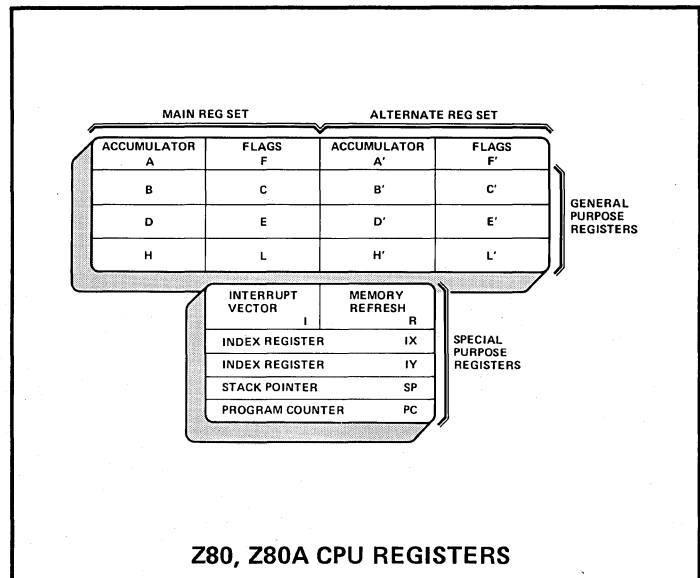 MAIN REG SET ALTERNATE REG SET
ACCUMULATOR A FLAGS F ACCUMULATOR A' FLAGS F'
B C B' C'
D E D' E'
H L H' L'
GENERAL
PURPOSE
REGISTERS
INTERRUPT VECTOR I MEMORY REFRESH R
INDEX REGISTER IX
INDEX REGISTER IY
STACK POINTER SP
PROGRAM COUNTER PC
SPECIAL
PURPOSE
REGISTERS
Z80, Z80A CPU REGISTERS